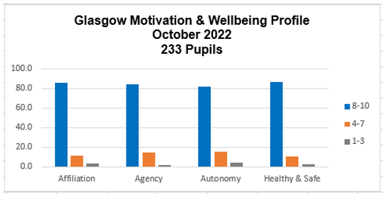 Glasgow Motivation & Wellbeing Profile
October 2022
233 Pupils
100.0
80.0
60.0
40.0
20.0
0.0
Affiliation
Agency
Autonomy
Healthy & Safe
8-10
4-7
1-3